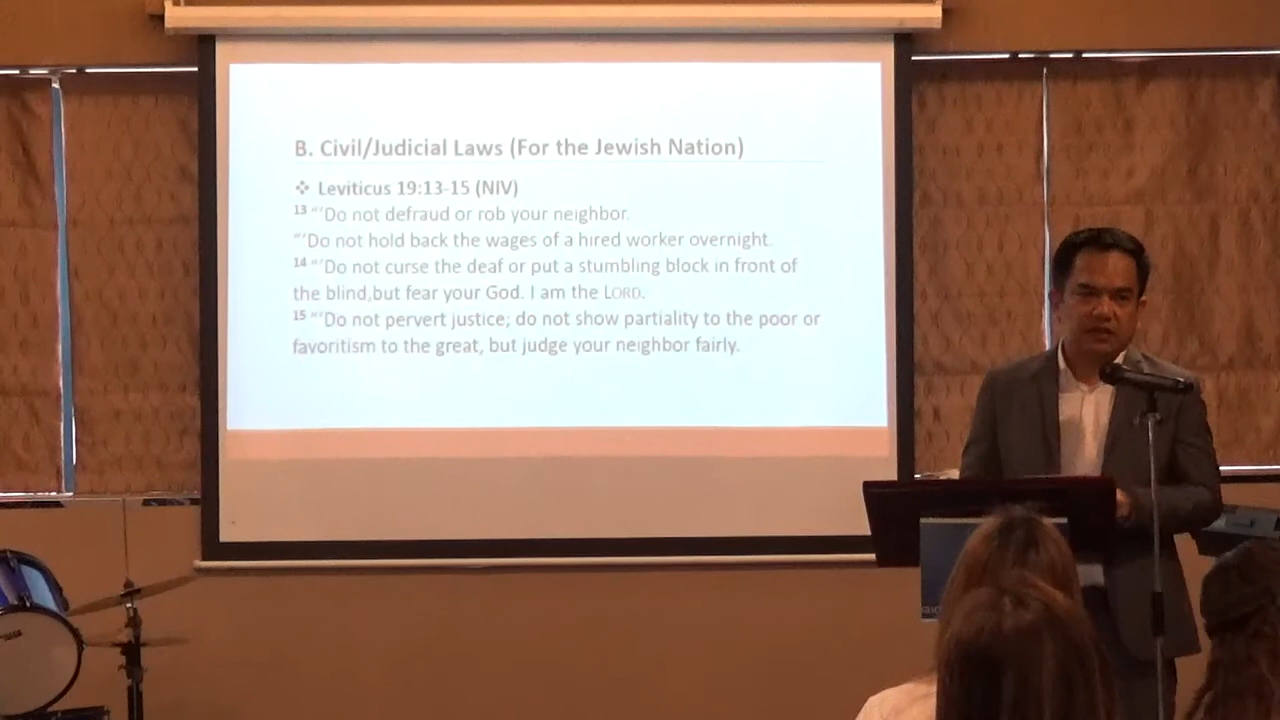 B. Civil/Judicial Laws (For the Jewish Nation)
❖ Leviticus 19:13-15 (NIV)
13 “‘Do not defraud or rob your neighbor.
“‘Do not hold back the wages of a hired worker overnight.
14 “‘Do not curse the deaf or put a stumbling block in front of
the blind,but fear your God. I am the LORD.
15 “‘Do not pervert justice; do not show partiality to the poor or
favoritism to the great, but judge your neighbor fairly.